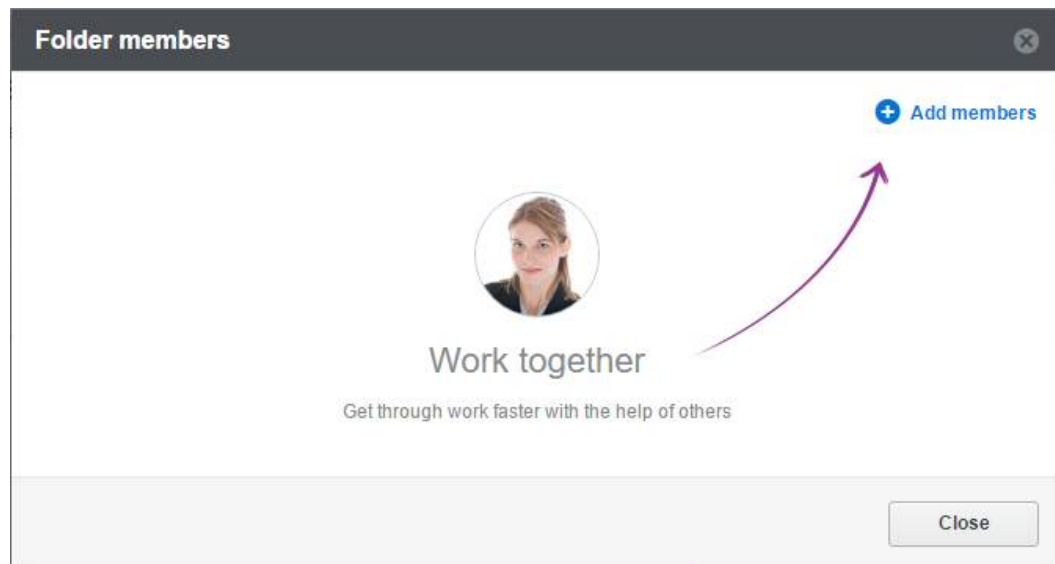 Folder members
Add members
Work together
Get through work faster with the help of others
Close